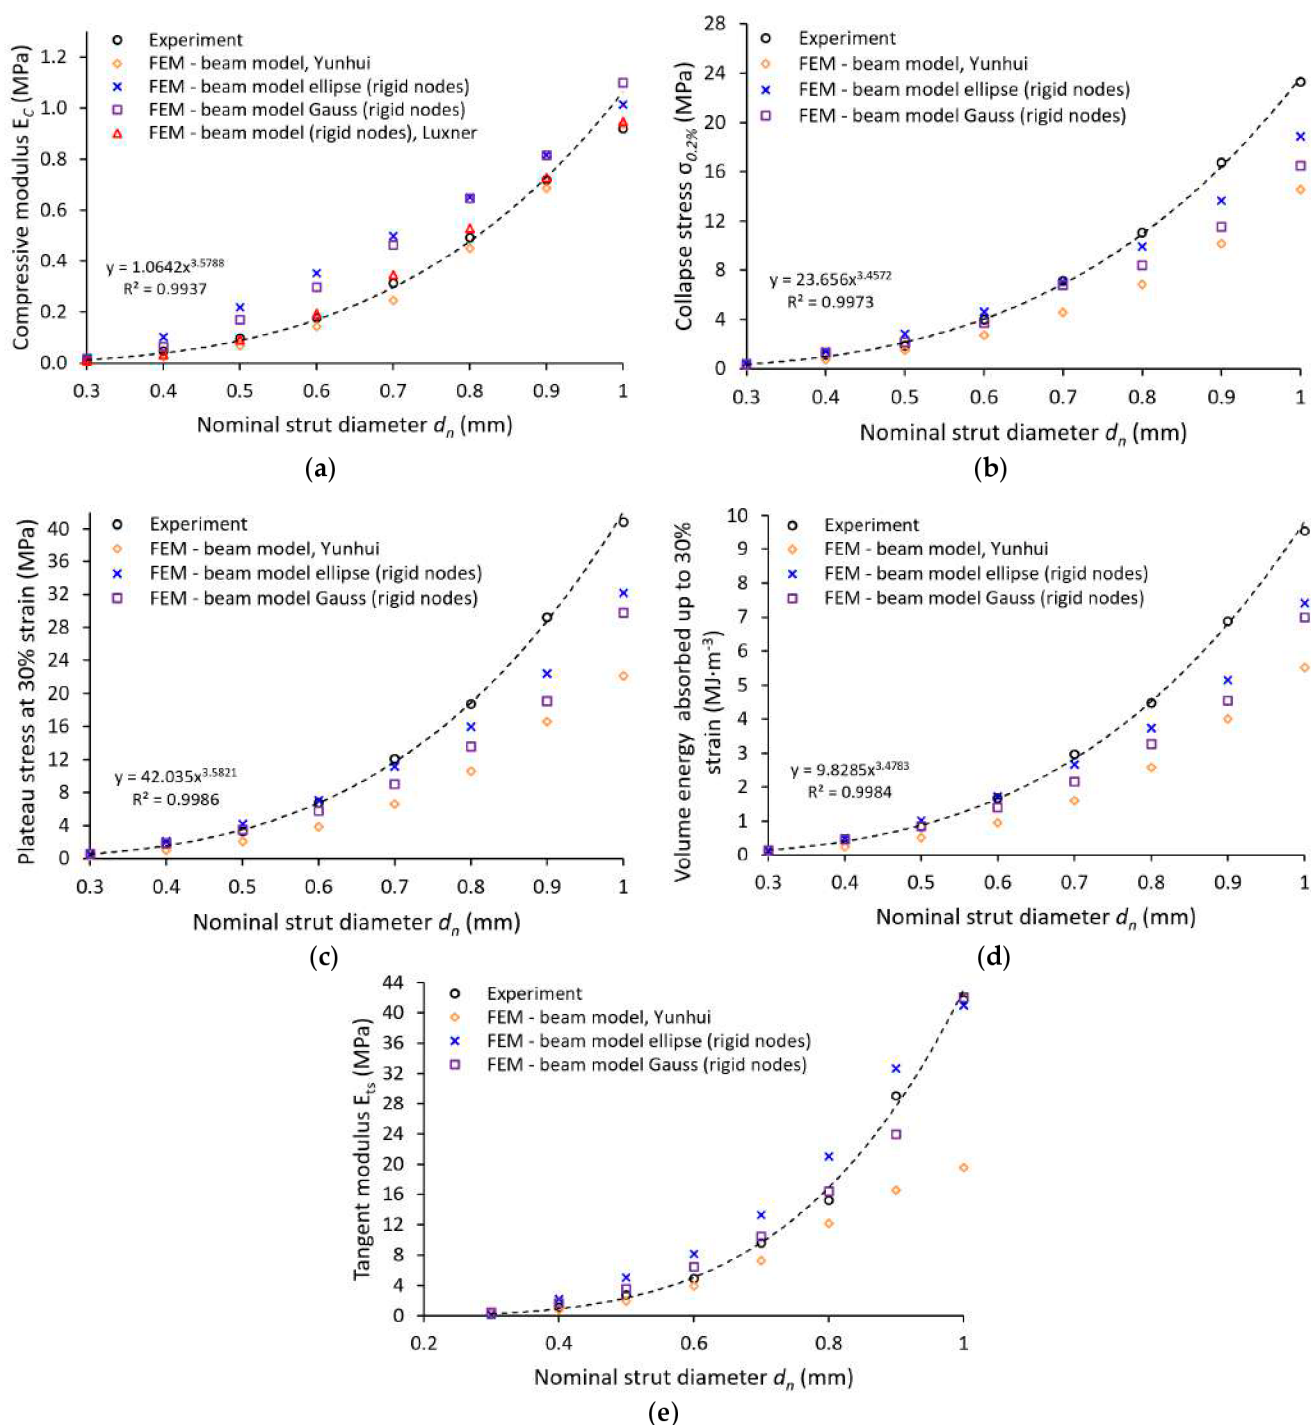 Compressive modulus E_C (MPa)
1.2
1.0
0.8
0.6
0.4
0.2
0.0
Experiment
FEM - beam model, Yunhui
FEM - beam model ellipse (rigid nodes)
FEM - beam model Gauss (rigid nodes)
FEM - beam model (rigid nodes), Luxner
y = 1.0642x^3.5788
R² = 0.9937
0.3 0.4 0.5 0.6 0.7 0.8 0.9 1
Nominal strut diameter d_n (mm)
(a)
Collapse stress σ_0.2% (MPa)
28
24
20
16
12
8
4
0
Experiment
FEM - beam model, Yunhui
FEM - beam model ellipse (rigid nodes)
FEM - beam model Gauss (rigid nodes)
y = 23.656x^3.4572
R² = 0.9973
0.3 0.4 0.5 0.6 0.7 0.8 0.9 1
Nominal strut diameter d_n (mm)
(b)
Plateau stress at 30% strain (MPa)
40
36
32
28
24
20
16
12
8
4
0
Experiment
FEM - beam model, Yunhui
FEM - beam model ellipse (rigid nodes)
FEM - beam model Gauss (rigid nodes)
y = 42.035x^3.5821
R² = 0.9986
0.3 0.4 0.5 0.6 0.7 0.8 0.9 1
Nominal strut diameter d_n (mm)
(c)
Volume energy absorbed up to 30%
strain (MJ·m⁻³)
10
9
8
7
6
5
4
3
2
1
0
Experiment
FEM - beam model, Yunhui
FEM - beam model ellipse (rigid nodes)
FEM - beam model Gauss (rigid nodes)
y = 9.8285x^3.4783
R² = 0.9984
0.3 0.4 0.5 0.6 0.7 0.8 0.9 1
Nominal strut diameter d_n (mm)
(d)
Tangent modulus E_ts (MPa)
44
40
36
32
28
24
20
16
12
8
4
0
Experiment
FEM - beam model, Yunhui
FEM - beam model ellipse (rigid nodes)
FEM - beam model Gauss (rigid nodes)
0.2 0.4 0.6 0.8 1
Nominal strut diameter d_n (mm)
(e)